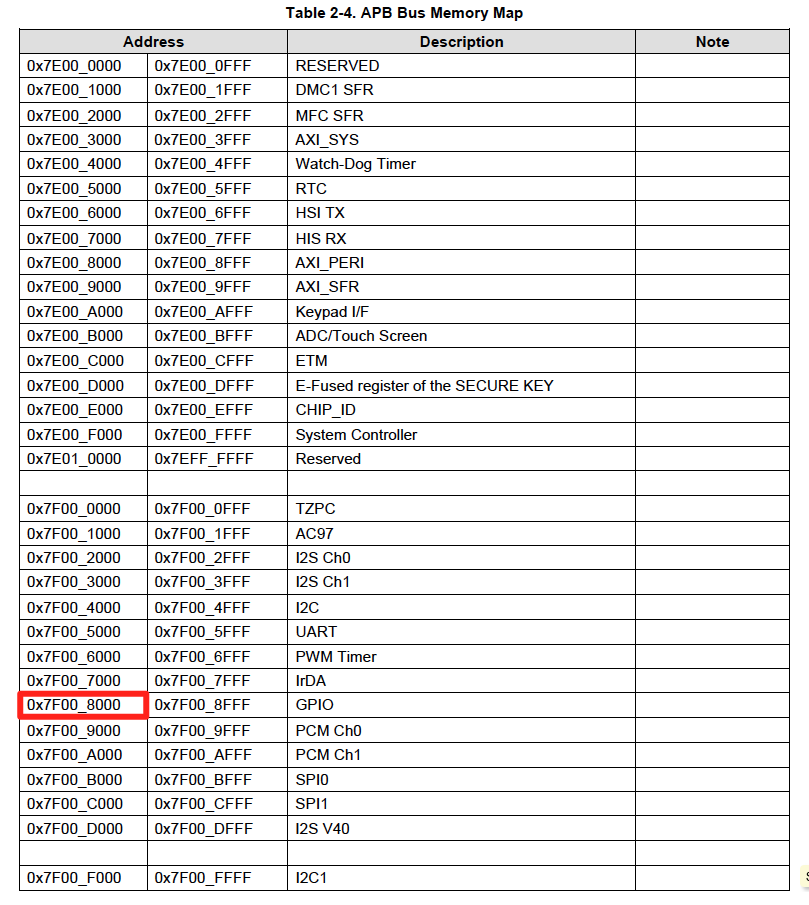 Table 2-4. APB Bus Memory Map
Address Description Note
0x7E00_0000 0x7E00_0FFF RESERVED
0x7E00_1000 0x7E00_1FFF DMC1 SFR
0x7E00_2000 0x7E00_2FFF MFC SFR
0x7E00_3000 0x7E00_3FFF AXI_SYS
0x7E00_4000 0x7E00_4FFF Watch-Dog Timer
0x7E00_5000 0x7E00_5FFF RTC
0x7E00_6000 0x7E00_6FFF HSI TX
0x7E00_7000 0x7E00_7FFF HIS RX
0x7E00_8000 0x7E00_8FFF AXI_PERI
0x7E00_9000 0x7E00_9FFF AXI_SFR
0x7E00_A000 0x7E00_AFFF Keypad I/F
0x7E00_B000 0x7E00_BFFF ADC/Touch Screen
0x7E00_C000 0x7E00_CFFF ETM
0x7E00_D000 0x7E00_DFFF E-Fused register of the SECURE KEY
0x7E00_E000 0x7E00_EFFF CHIP_ID
0x7E00_F000 0x7E00_FFFF System Controller
0x7E01_0000 0x7EFF_FFFF Reserved
0x7F00_0000 0x7F00_0FFF TZPC
0x7F00_1000 0x7F00_1FFF AC97
0x7F00_2000 0x7F00_2FFF I2S Ch0
0x7F00_3000 0x7F00_3FFF I2S Ch1
0x7F00_4000 0x7F00_4FFF I2C
0x7F00_5000 0x7F00_5FFF UART
0x7F00_6000 0x7F00_6FFF PWM Timer
0x7F00_7000 0x7F00_7FFF IrDA
0x7F00_8000 0x7F00_8FFF GPIO
0x7F00_9000 0x7F00_9FFF PCM Ch0
0x7F00_A000 0x7F00_AFFF PCM Ch1
0x7F00_B000 0x7F00_BFFF SPI0
0x7F00_C000 0x7F00_CFFF SPI1
0x7F00_D000 0x7F00_DFFF I2S V40
0x7F00_F000 0x7F00_FFFF I2C1